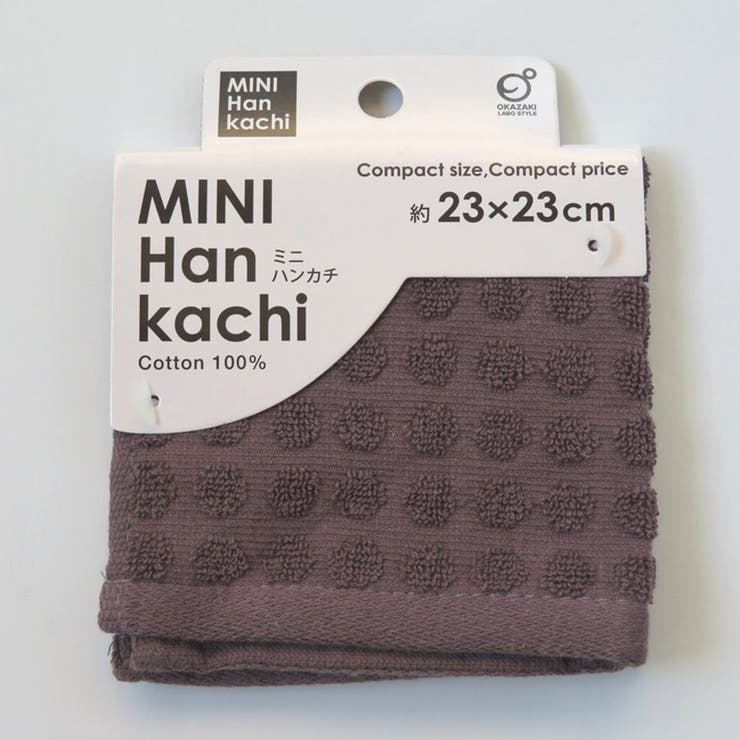 MINI
Han
kachi
OKAZAKI
LABO STYLE
Compact size,Compact price
約 23×23cm
MINI
Han
kachi
ミニ
ハンカチ
Cotton 100%